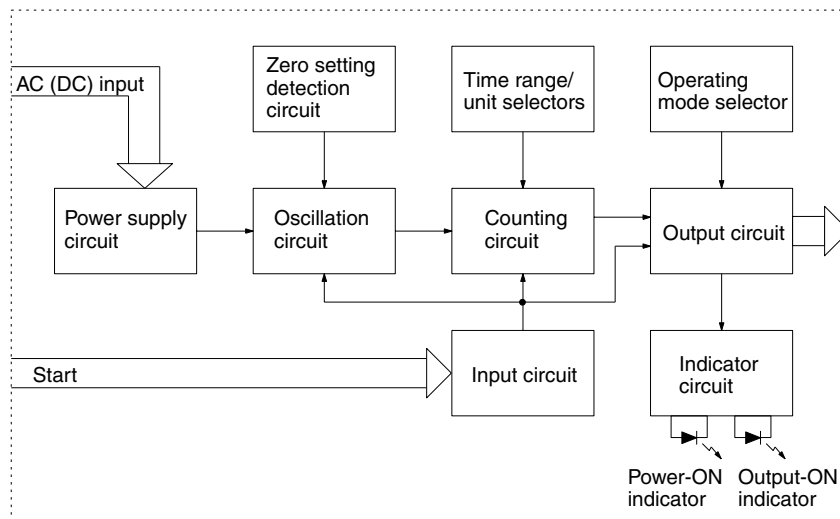 AC (DC) input
Zero setting
detection
circuit
Time range/
unit selectors
Operating
mode selector
Power supply
circuit
Oscillation
circuit
Counting
circuit
Output circuit
Start
Input circuit
Indicator
circuit
Power-ON
indicator
Output-ON
indicator